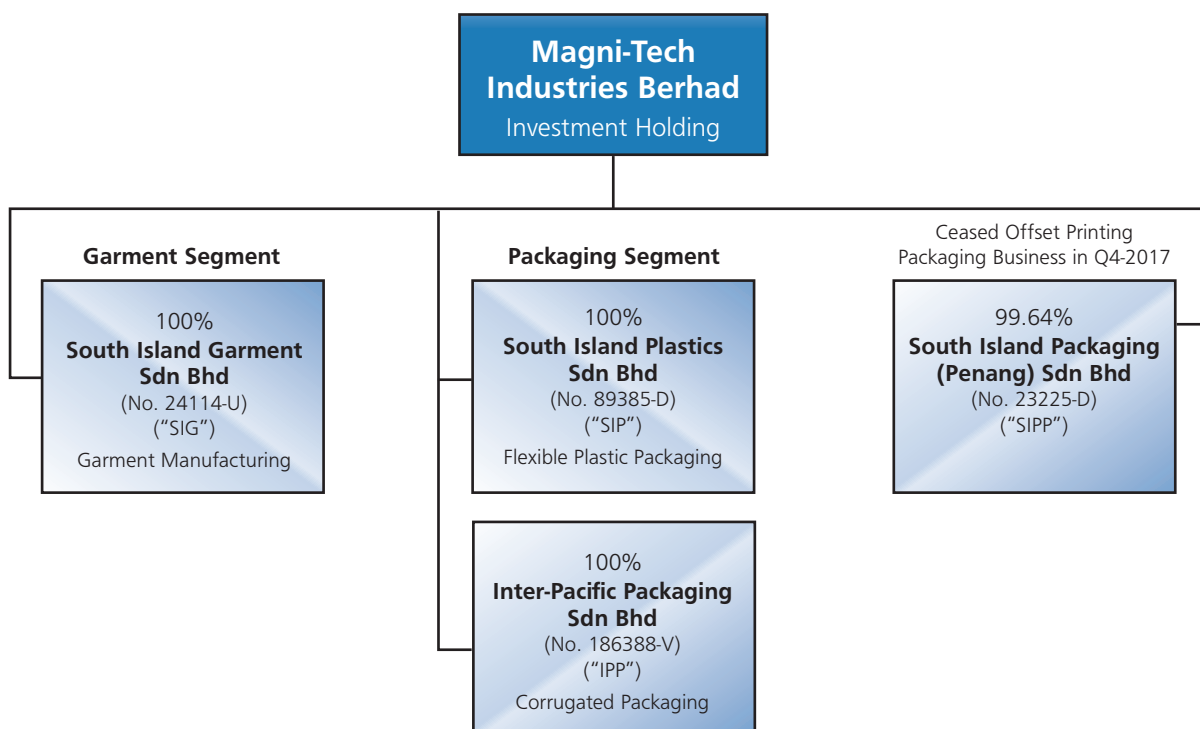 Magni-Tech
Industries Berhad
Investment Holding
Garment Segment
100%
South Island Garment
Sdn Bhd
(No. 24114-U)
(“SIG”)
Garment Manufacturing
Packaging Segment
100%
South Island Plastics
Sdn Bhd
(No. 89385-D)
(“SIP”)
Flexible Plastic Packaging
100%
Inter-Pacific Packaging
Sdn Bhd
(No. 186388-V)
(“IPP”)
Corrugated Packaging
Ceased Offset Printing
Packaging Business in Q4-2017
99.64%
South Island Packaging
(Penang) Sdn Bhd
(No. 23225-D)
(“SIPP”)